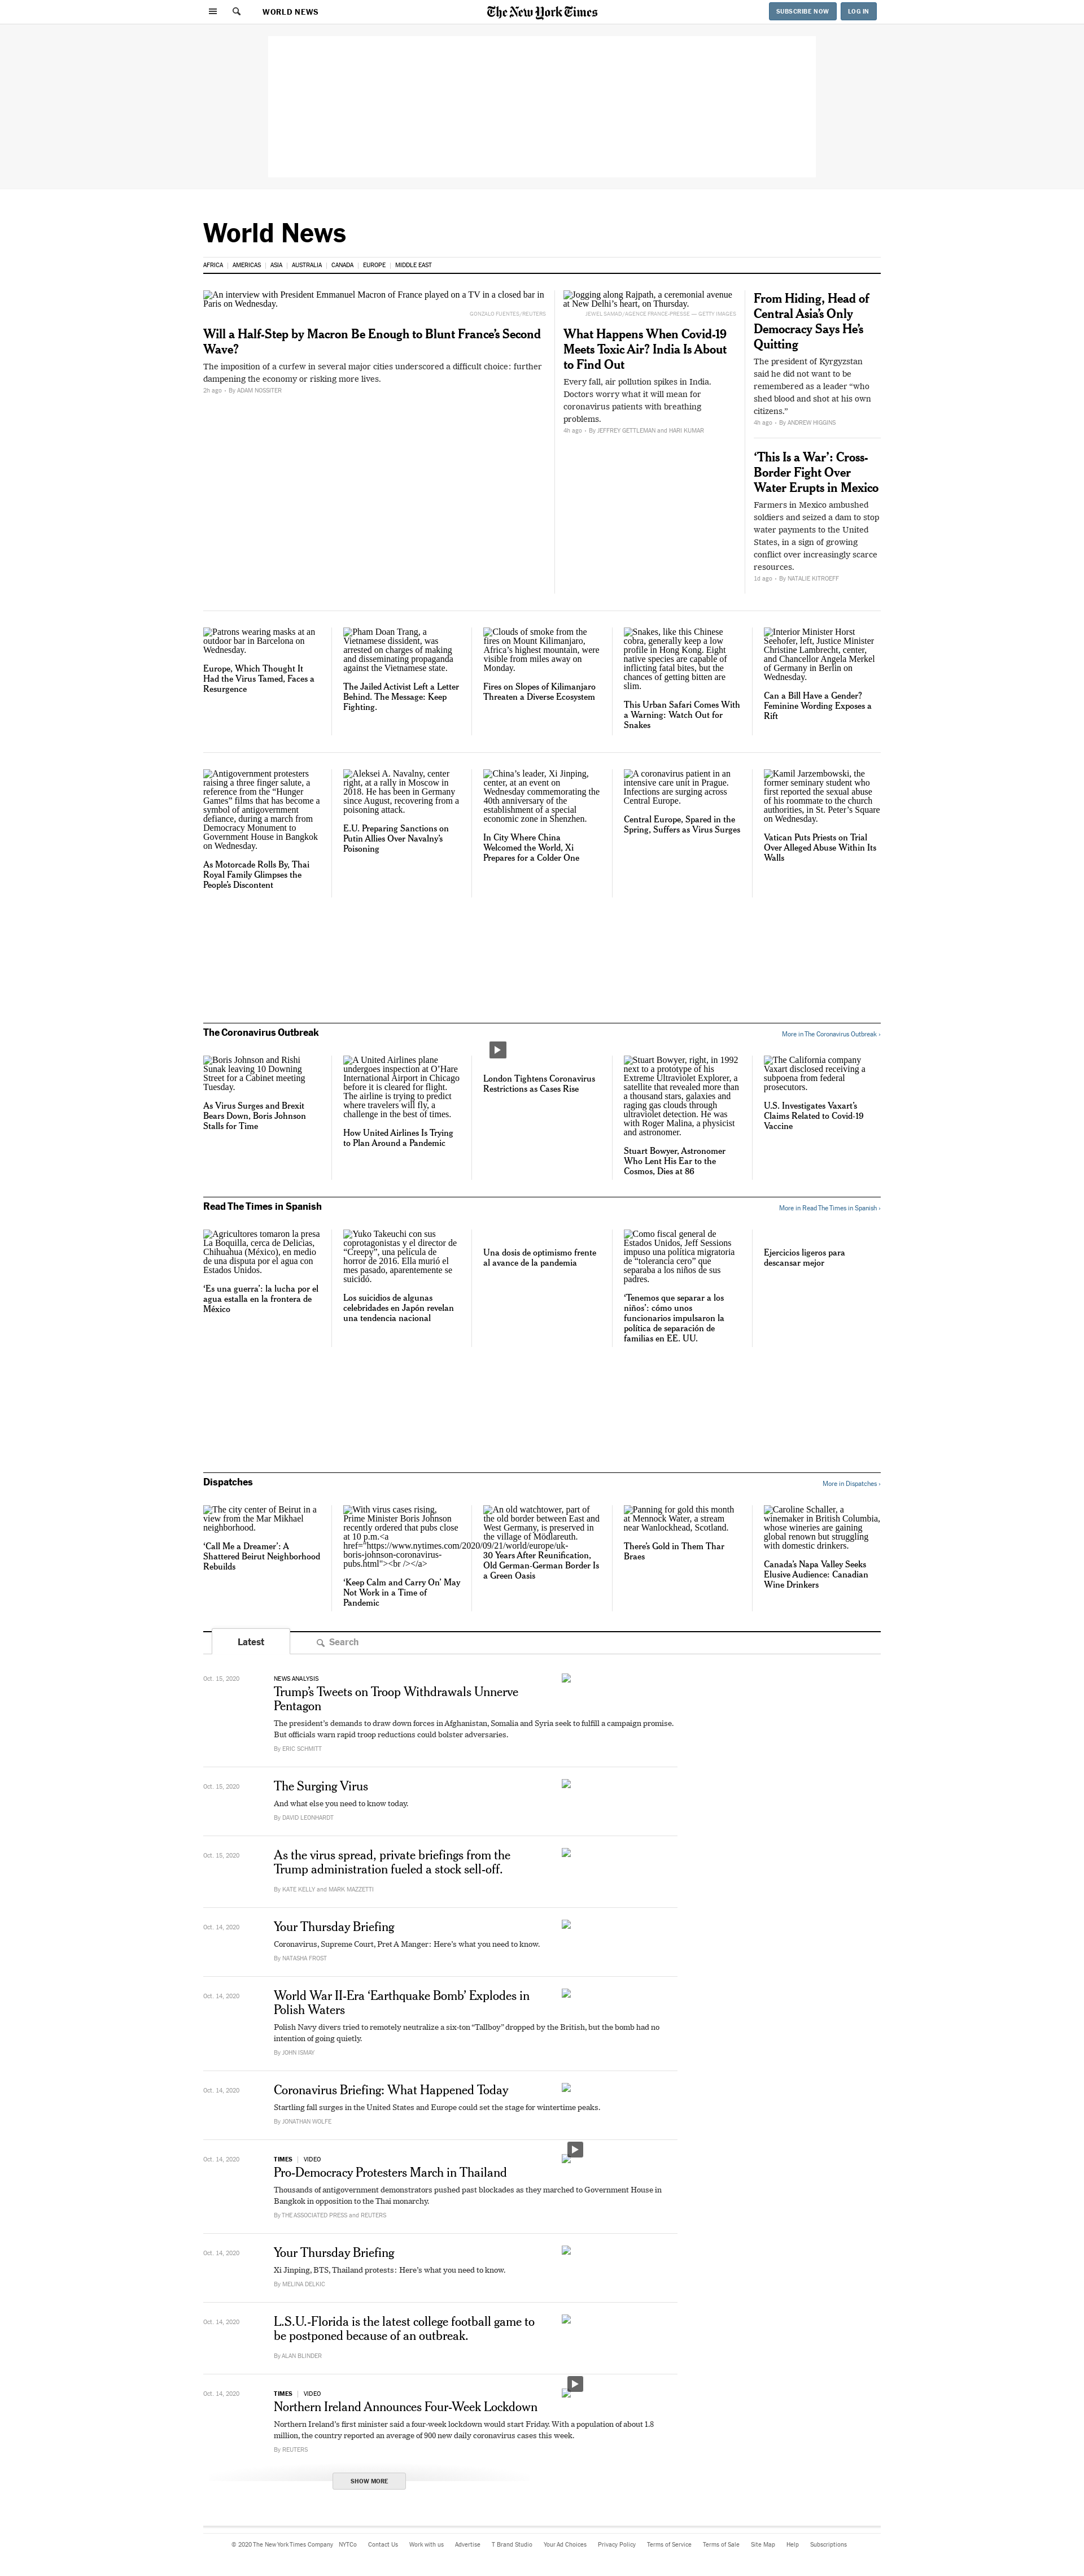 WORLD NEWS
The New York Times
SUBSCRIBE NOW
LOG IN
World News
AFRICA
AMERICAS
ASIA
AUSTRALIA
CANADA
EUROPE
MIDDLE EAST
An interview with President Emmanuel Macron of France played on a TV in a closed bar in
Paris on Wednesday.
GONZALO FUENTES/REUTERS
Will a Half-Step by Macron Be Enough to Blunt France’s Second
Wave?
The imposition of a curfew in several major cities underscored a difficult choice: further
dampening the economy or risking more lives.
2h ago • By ADAM NOSSITER
Jogging along Rajpath, a ceremonial avenue
at New Delhi’s heart, on Thursday.
JEWEL SAMAD/AGENCE FRANCE-PRESSE — GETTY IMAGES
What Happens When Covid-19
Meets Toxic Air? India Is About
to Find Out
Every fall, air pollution spikes in India.
Doctors worry what it will mean for
coronavirus patients with breathing
problems.
4h ago • By JEFFREY GETTLEMAN and HARI KUMAR
From Hiding, Head of
Central Asia’s Only
Democracy Says He’s
Quitting
The president of Kyrgyzstan
said he did not want to be
remembered as a leader “who
shed blood and shot at his own
citizens.”
4h ago • By ANDREW HIGGINS
‘This Is a War’: Cross-
Border Fight Over
Water Erupts in Mexico
Farmers in Mexico ambushed
soldiers and seized a dam to stop
water payments to the United
States, in a sign of growing
conflict over increasingly scarce
resources.
1d ago • By NATALIE KITROEFF
Patrons wearing masks at an
outdoor bar in Barcelona on
Wednesday.
Europe, Which Thought It
Had the Virus Tamed, Faces a
Resurgence
Pham Doan Trang, a
Vietnamese dissident, was
arrested on charges of making
and disseminating propaganda
against the Vietnamese state.
The Jailed Activist Left a Letter
Behind. The Message: Keep
Fighting.
Clouds of smoke from the
fires on Mount Kilimanjaro,
Africa’s highest mountain, were
visible from miles away on
Monday.
Fires on Slopes of Kilimanjaro
Threaten a Diverse Ecosystem
Snakes, like this Chinese
cobra, generally keep a low
profile in Hong Kong. Eight
native species are capable of
inflicting fatal bites, but the
chances of getting bitten are
slim.
This Urban Safari Comes With
a Warning: Watch Out for
Snakes
Interior Minister Horst
Seehofer, left, Justice Minister
Christine Lambrecht, center,
and Chancellor Angela Merkel
of Germany in Berlin on
Wednesday.
Can a Bill Have a Gender?
Feminine Wording Exposes a
Rift
Antigovernment protesters
raising a three finger salute, a
reference from the “Hunger
Games” films that has become a
symbol of antigovernment
defiance, during a march from
Democracy Monument to
Government House in Bangkok
on Wednesday.
As Motorcade Rolls By, Thai
Royal Family Glimpses the
People’s Discontent
Aleksei A. Navalny, center
right, at a rally in Moscow in
2018. He has been in Germany
since August, recovering from a
poisoning attack.
E.U. Preparing Sanctions on
Putin Allies Over Navalny’s
Poisoning
China’s leader, Xi Jinping,
center, at an event on
Wednesday commemorating the
40th anniversary of the
establishment of a special
economic zone in Shenzhen.
In City Where China
Welcomed the World, Xi
Prepares for a Colder One
A coronavirus patient in an
intensive care unit in Prague.
Infections are surging across
Central Europe.
Central Europe, Spared in the
Spring, Suffers as Virus Surges
Kamil Jarzembowski, the
former seminary student who
first reported the sexual abuse
of his roommate to the church
authorities, in St. Peter’s Square
on Wednesday.
Vatican Puts Priests on Trial
Over Alleged Abuse Within Its
Walls
The Coronavirus Outbreak
More in The Coronavirus Outbreak ›
Boris Johnson and Rishi
Sunak leaving 10 Downing
Street for a Cabinet meeting
Tuesday.
As Virus Surges and Brexit
Bears Down, Boris Johnson
Stalls for Time
A United Airlines plane
undergoes inspection at O’Hare
International Airport in Chicago
before it is cleared for flight.
The airline is trying to predict
where travelers will fly, a
challenge in the best of times.
How United Airlines Is Trying
to Plan Around a Pandemic
London Tightens Coronavirus
Restrictions as Cases Rise
Stuart Bowyer, right, in 1992
next to a prototype of his
Extreme Ultraviolet Explorer, a
satellite that revealed more than
a thousand stars, galaxies and
raging gas clouds through
ultraviolet detection. He was
with Roger Malina, a physicist
and astronomer.
Stuart Bowyer, Astronomer
Who Lent His Ear to the
Cosmos, Dies at 86
The California company
Vaxart disclosed receiving a
subpoena from federal
prosecutors.
U.S. Investigates Vaxart’s
Claims Related to Covid-19
Vaccine
Read The Times in Spanish
More in Read The Times in Spanish ›
Agricultores tomaron la presa
La Boquilla, cerca de Delicias,
Chihuahua (México), en medio
de una disputa por el agua con
Estados Unidos.
‘Es una guerra’: la lucha por el
agua estalla en la frontera de
México
Yuko Takeuchi con sus
coprotagonistas y el director de
“Creepy”, una película de
horror de 2016. Ella murió el
mes pasado, aparentemente se
suicidó.
Los suicidios de algunas
celebridades en Japón revelan
una tendencia nacional
Una dosis de optimismo frente
al avance de la pandemia
Como fiscal general de
Estados Unidos, Jeff Sessions
impuso una política migratoria
de “tolerancia cero” que
separaba a los niños de sus
padres.
‘Tenemos que separar a los
niños’: cómo unos
funcionarios impulsaron la
política de separación de
familias en EE. UU.
Ejercicios ligeros para
descansar mejor
Dispatches
More in Dispatches ›
The city center of Beirut in a
view from the Mar Mikhael
neighborhood.
‘Call Me a Dreamer’: A
Shattered Beirut Neighborhood
Rebuilds
With virus cases rising,
Prime Minister Boris Johnson
recently ordered that pubs close
at 10 p.m.<a
href="https://www.nytimes.com/2020/09/21/world/europe/uk-
boris-johnson-coronavirus-
pubs.html"><br /></a>
‘Keep Calm and Carry On’ May
Not Work in a Time of
Pandemic
An old watchtower, part of
the old border between East and
West Germany, is preserved in
the village of Mödlareuth.
30 Years After Reunification,
Old German-German Border Is
a Green Oasis
Panning for gold this month
at Mennock Water, a stream
near Wanlockhead, Scotland.
There’s Gold in Them Thar
Braes
Caroline Schaller, a
winemaker in British Columbia,
whose wineries are gaining
global renown but struggling
with domestic drinkers.
Canada’s Napa Valley Seeks
Elusive Audience: Canadian
Wine Drinkers
Latest
Search
Oct. 15, 2020
NEWS ANALYSIS
Trump’s Tweets on Troop Withdrawals Unnerve
Pentagon
The president’s demands to draw down forces in Afghanistan, Somalia and Syria seek to fulfill a campaign promise.
But officials warn rapid troop reductions could bolster adversaries.
By ERIC SCHMITT
Oct. 15, 2020
The Surging Virus
And what else you need to know today.
By DAVID LEONHARDT
Oct. 15, 2020
As the virus spread, private briefings from the
Trump administration fueled a stock sell-off.
By KATE KELLY and MARK MAZZETTI
Oct. 14, 2020
Your Thursday Briefing
Coronavirus, Supreme Court, Pret A Manger: Here’s what you need to know.
By NATASHA FROST
Oct. 14, 2020
World War II-Era ‘Earthquake Bomb’ Explodes in
Polish Waters
Polish Navy divers tried to remotely neutralize a six-ton “Tallboy” dropped by the British, but the bomb had no
intention of going quietly.
By JOHN ISMAY
Oct. 14, 2020
Coronavirus Briefing: What Happened Today
Startling fall surges in the United States and Europe could set the stage for wintertime peaks.
By JONATHAN WOLFE
Oct. 14, 2020
TIMES | VIDEO
Pro-Democracy Protesters March in Thailand
Thousands of antigovernment demonstrators pushed past blockades as they marched to Government House in
Bangkok in opposition to the Thai monarchy.
By THE ASSOCIATED PRESS and REUTERS
Oct. 14, 2020
Your Thursday Briefing
Xi Jinping, BTS, Thailand protests: Here’s what you need to know.
By MELINA DELKIC
Oct. 14, 2020
L.S.U.-Florida is the latest college football game to
be postponed because of an outbreak.
By ALAN BLINDER
Oct. 14, 2020
TIMES | VIDEO
Northern Ireland Announces Four-Week Lockdown
Northern Ireland’s first minister said a four-week lockdown would start Friday. With a population of about 1.8
million, the country reported an average of 900 new daily coronavirus cases this week.
By REUTERS
SHOW MORE
© 2020 The New York Times Company
NYTCo
Contact Us
Work with us
Advertise
T Brand Studio
Your Ad Choices
Privacy Policy
Terms of Service
Terms of Sale
Site Map
Help
Subscriptions